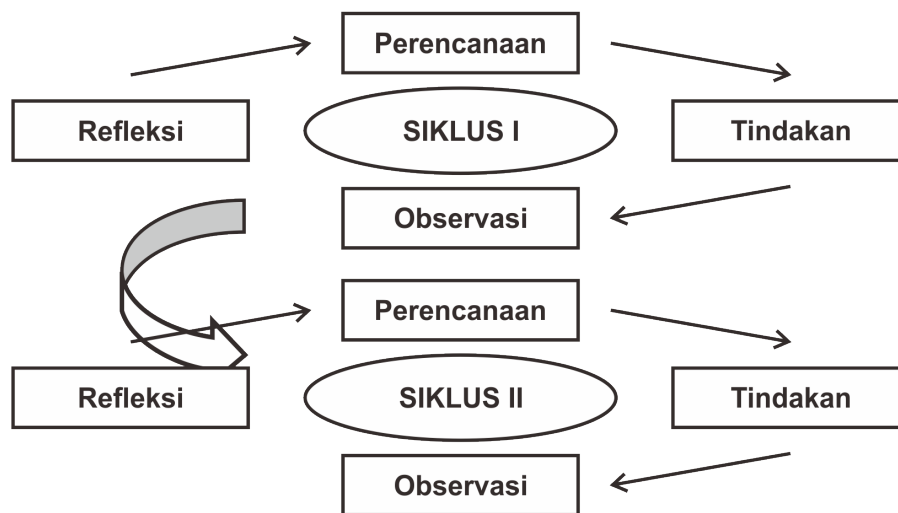 Perencanaan
Refleksi
SIKLUS I
Tindakan
Observasi
Perencanaan
Refleksi
SIKLUS II
Tindakan
Observasi